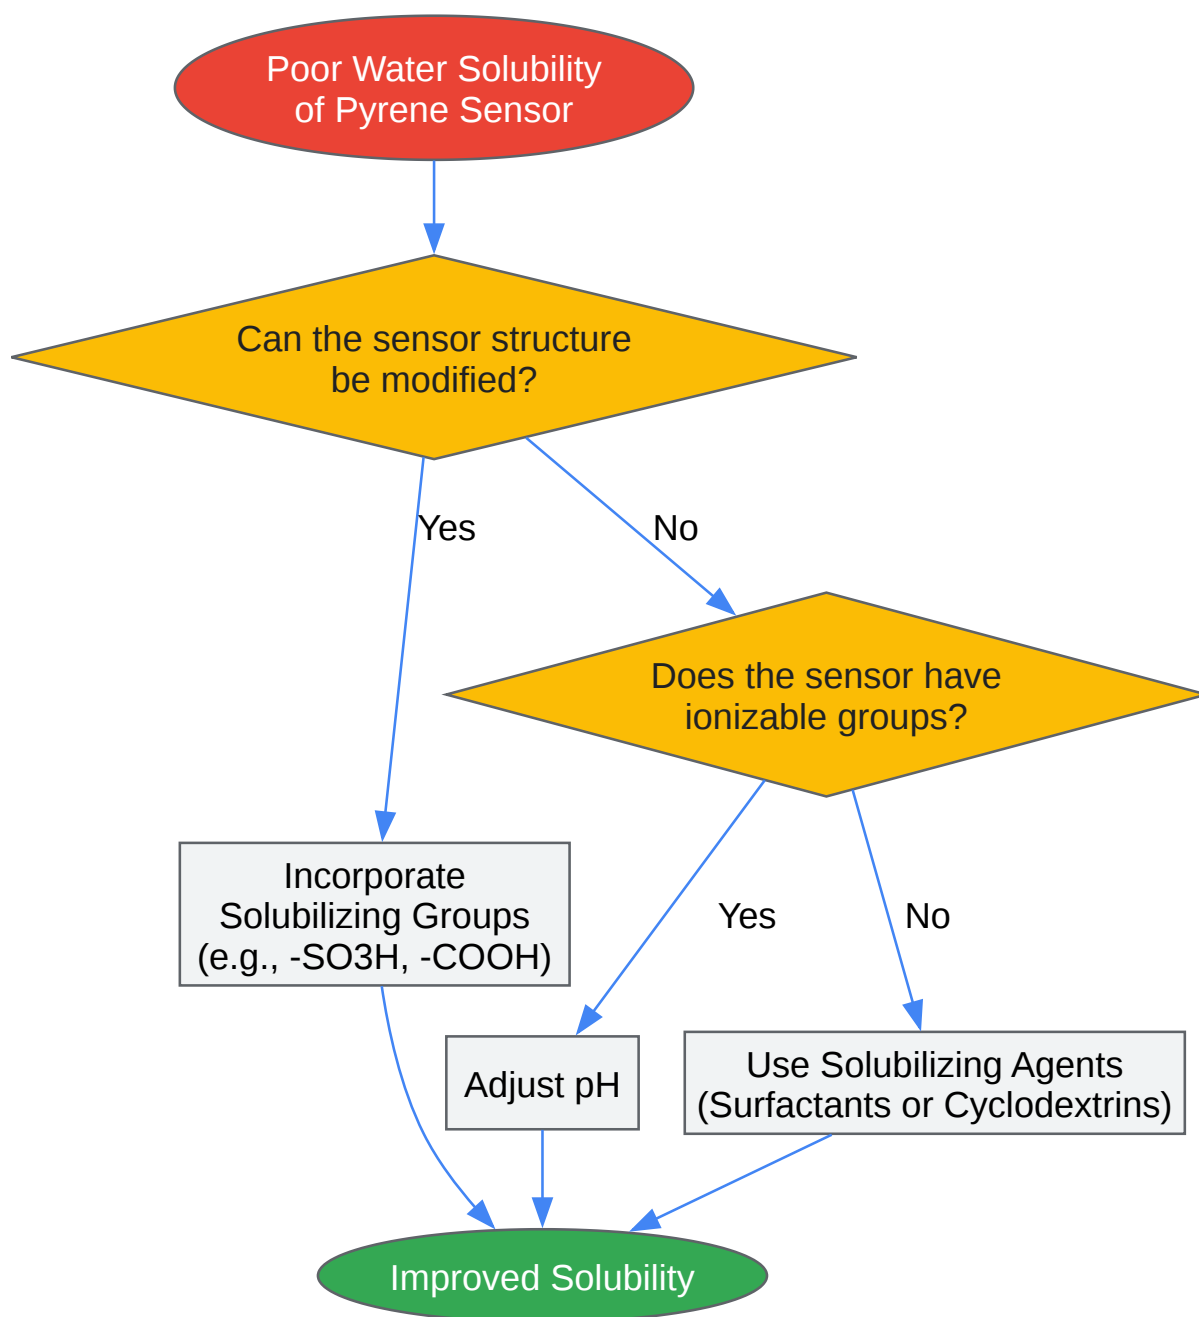 Poor Water Solubility
of Pyrene Sensor
Can the sensor structure
be modified?
Yes
No
Does the sensor have
ionizable groups?
Yes
No
Incorporate
Solubilizing Groups
(e.g., -SO3H, -COOH)
Adjust pH
Use Solubilizing Agents
(Surfactants or Cyclodextrins)
Improved Solubility